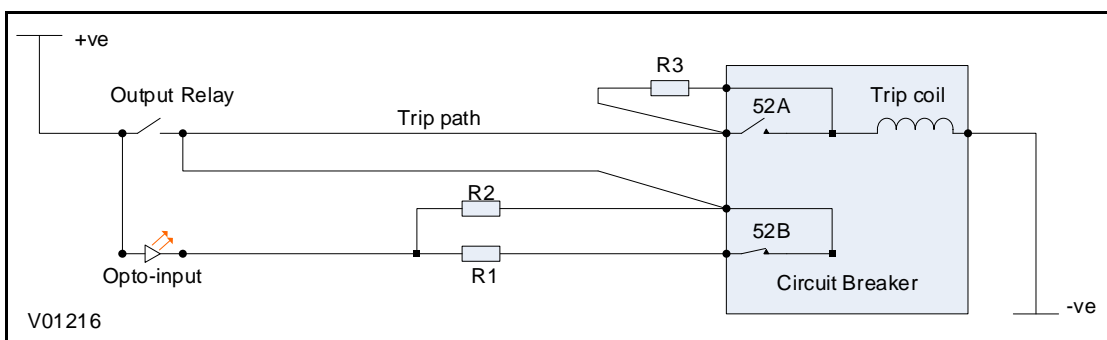 +ve
R3
Output Relay
Trip coil
52A
Trip path
R2
52B
Opto-input
R1
Circuit Breaker
-ve
V01216